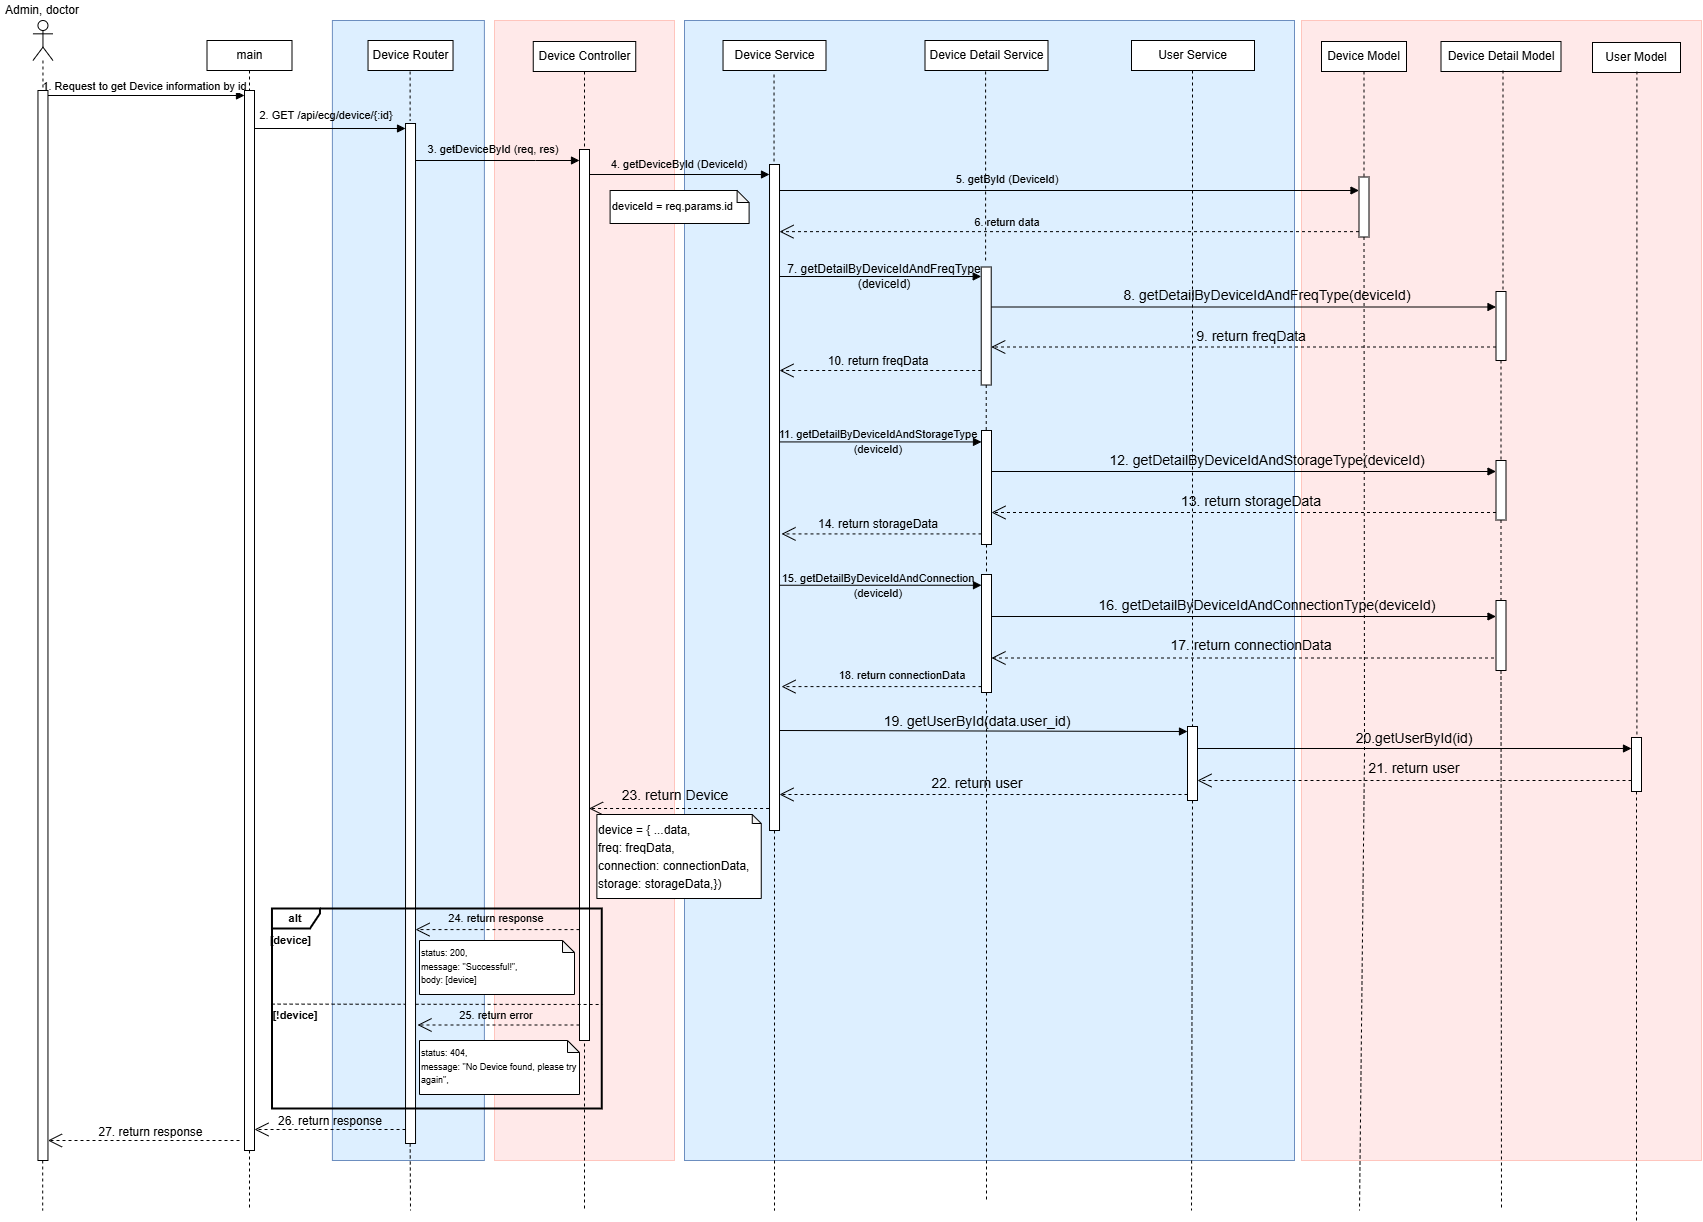 Admin, doctor
main
Device Router
Device Controller
Device Service
Device Detail Service
User Service
Device Model
Device Detail Model
User Model
1. Request to get Device information by id
2. GET /api/ecg/device/{:id}
3. getDeviceById (req, res)
4. getDeviceById (DeviceId)
5. getById (DeviceId)
deviceId = req.params.id
6. return data
7. getDetailByDeviceIdAndFreqType
(deviceId)
8. getDetailByDeviceIdAndFreqType(deviceId)
9. return freqData
10. return freqData
11. getDetailByDeviceIdAndStorageType
(deviceId)
12. getDetailByDeviceIdAndStorageType(deviceId)
13. return storageData
14. return storageData
15. getDetailByDeviceIdAndConnection
(deviceId)
16. getDetailByDeviceIdAndConnectionType(deviceId)
17. return connectionData
18. return connectionData
19. getUserById(data.user_id)
20.getUserById(id)
21. return user
22. return user
23. return Device
device = { ...data,
freq: freqData,
connection: connectionData,
storage: storageData,})
alt
24. return response
[device]
status: 200,
message: "Successful!",
body: [device]
[!device]
25. return error
status: 404,
message: "No Device found, please try
again",
26. return response
27. return response